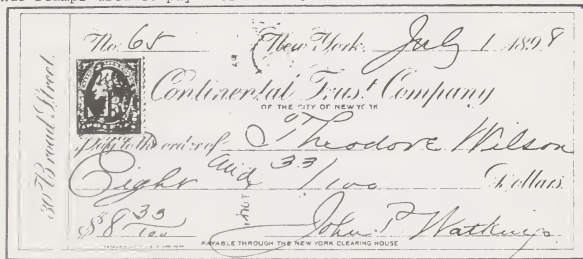 No. 65 New York, July 1 1898
Continental Trust Company
OF THE CITY OF NEW YORK
30 Broad Street
Pay to the order of Theodore Wilson
Eight and 33/100 Dollars
$8 33/100 John P Watkins
PAYABLE THROUGH THE NEW YORK CLEARING HOUSE